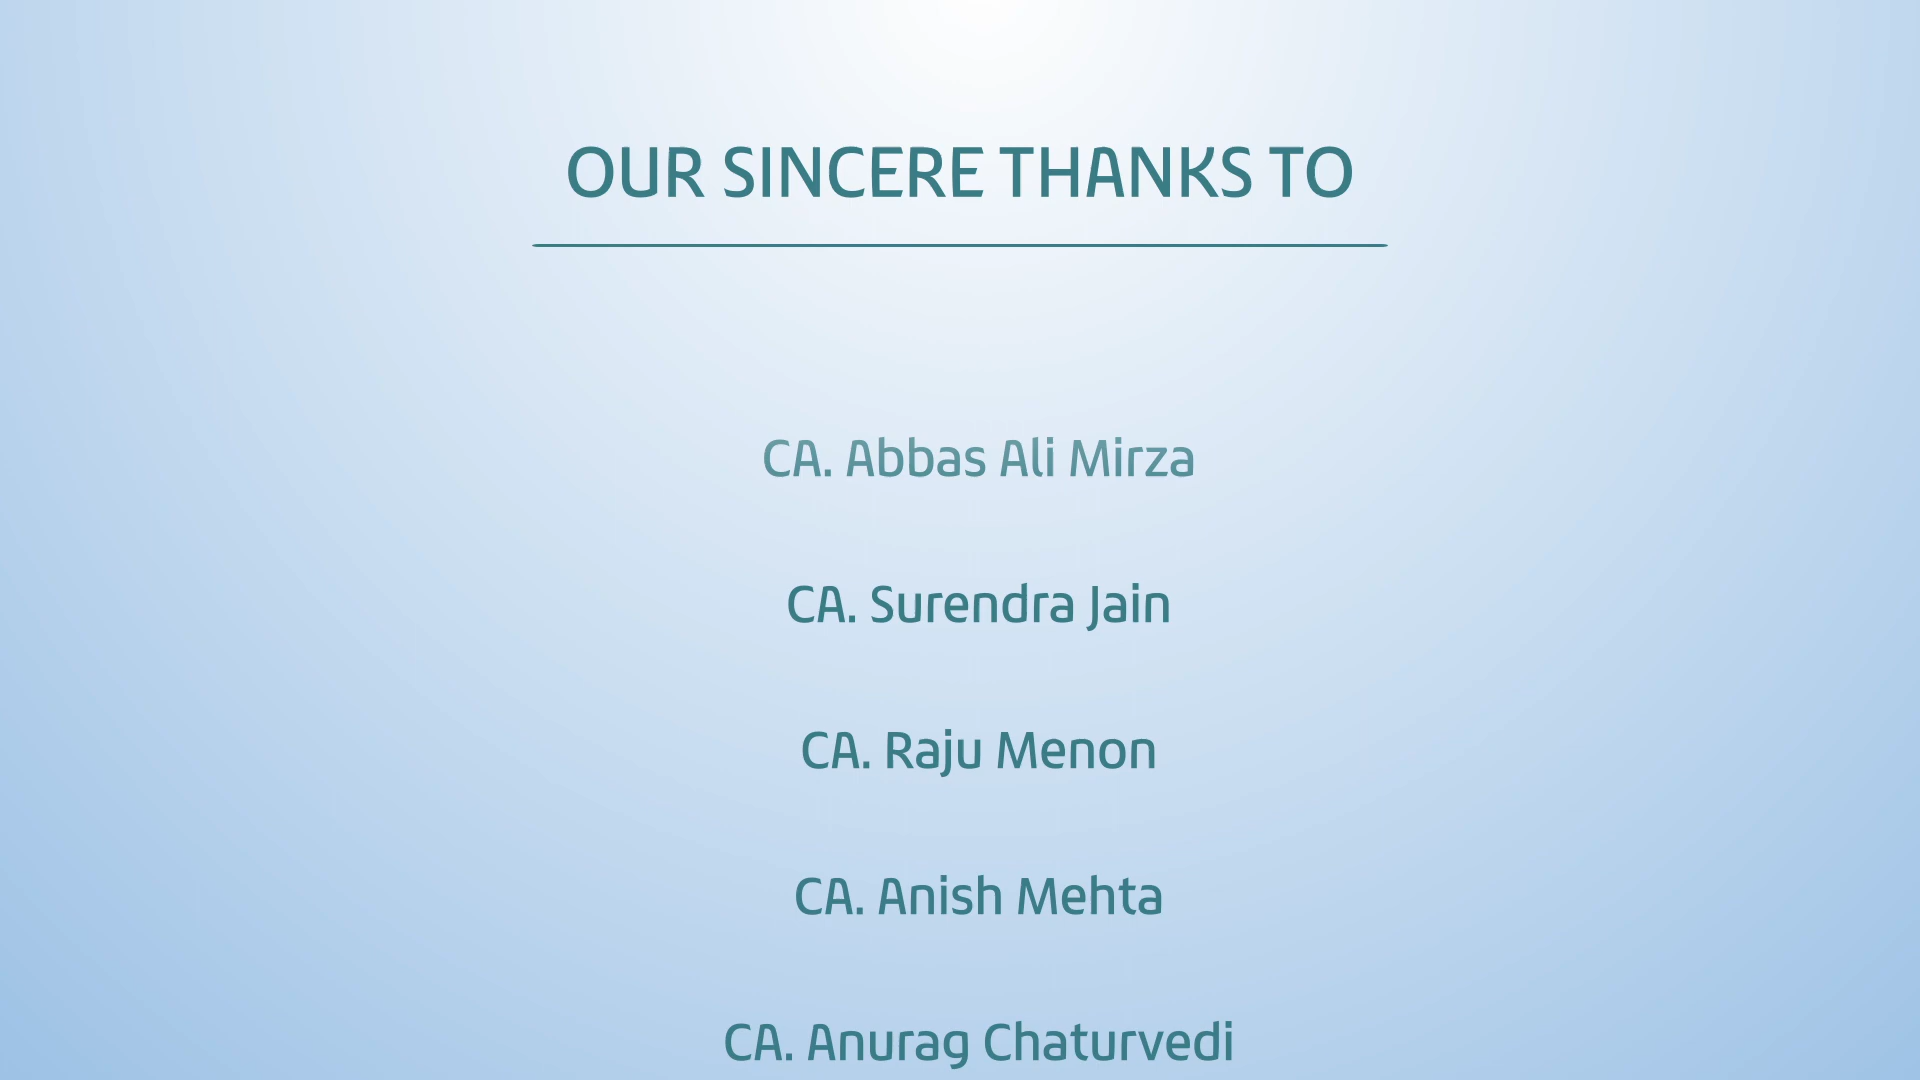 OUR SINCERE THANKS TO
CA. Abbas Ali Mirza
CA. Surendra Jain
CA. Raju Menon
CA. Anish Mehta
CA. Anurag Chaturvedi